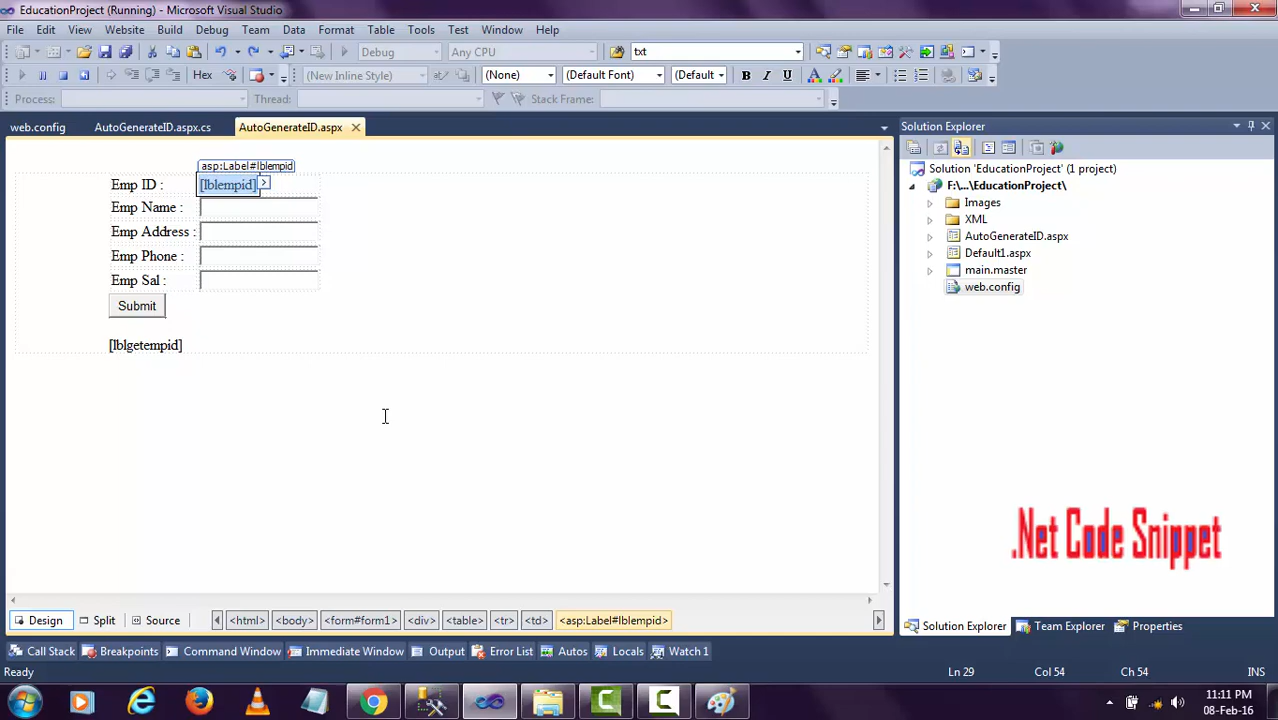 EducationProject (Running) - Microsoft Visual Studio
File Edit View Website Build Debug Team Data Format Table Tools Test Window Help
Debug Any CPU txt
Hex (New Inline Style) (None) (Default Font) (Default B I U A
Process: Thread: Stack Frame:
web.config AutoGenerateID.aspx.cs AutoGenerateID.aspx
asp:Label#lblempid
Emp ID : [lblempid]
Emp Name :
Emp Address :
Emp Phone :
Emp Sal :
Submit
[lblgetempid]
Design Split Source <html> <body> <form#form1> <div> <table> <tr> <td> <asp:Label#lblempid>
Solution Explorer
Solution 'EducationProject' (1 project)
F:\...\EducationProject\
Images
XML
AutoGenerateID.aspx
Default1.aspx
main.master
web.config
.Net Code Snippet
Solution Explorer Team Explorer Properties
Call Stack Breakpoints Command Window Immediate Window Output Error List Autos Locals Watch 1
Ready Ln 29 Col 54 Ch 54 INS
11:11 PM
08-Feb-16